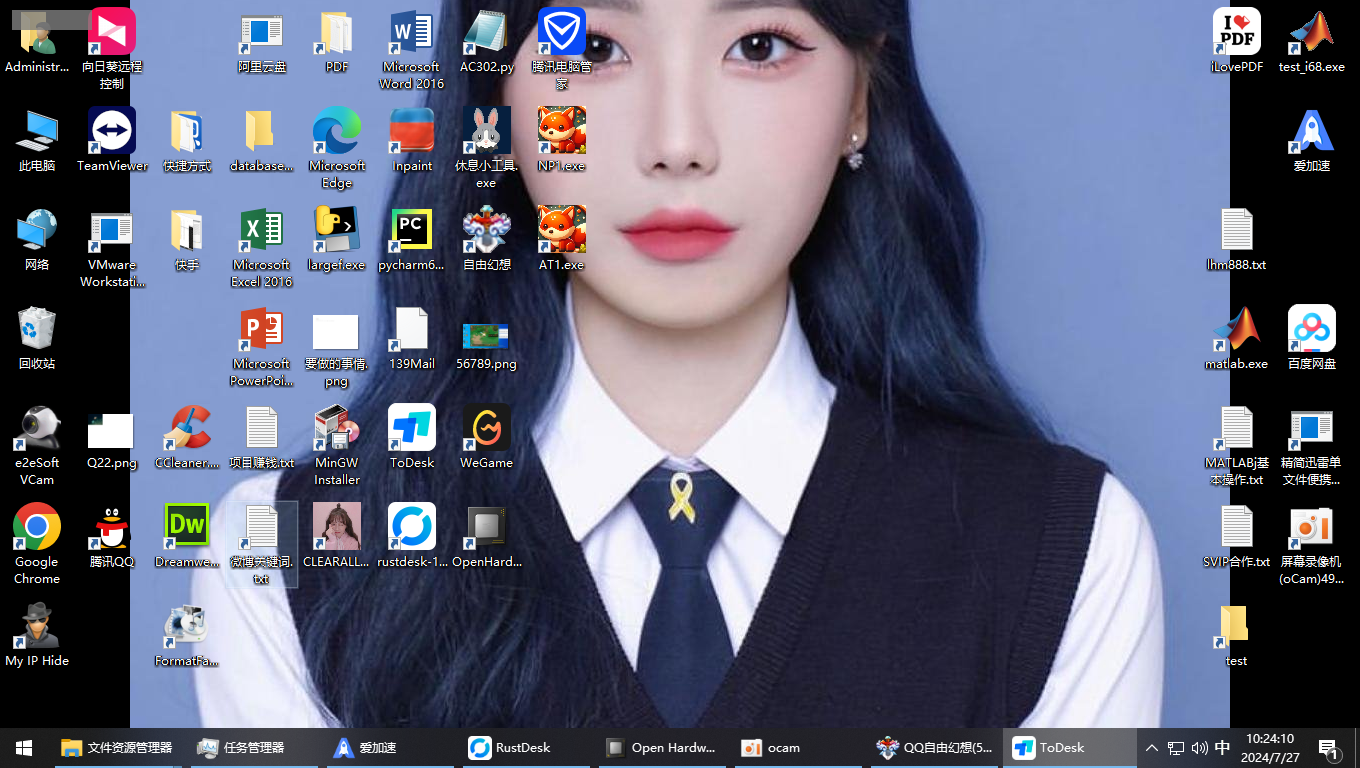 Administr...
向日葵远程
控制
阿里云盘
PDF
Microsoft
Word 2016
AC302.py
腾讯电脑管
家
I
PDF
iLovePDF
test_i68.exe
此电脑
TeamViewer
快捷方式
database...
Microsoft
Edge
Inpaint
休息小工具.
exe
NP1.exe
爱加速
网络
VMware
Workstati...
快手
Microsoft
Excel 2016
largef.exe
PC
pycharm6...
自由幻想
AT1.exe
lhm888.txt
回收站
Microsoft
PowerPoi...
要做的事情.
png
139Mail
56789.png
matlab.exe
百度网盘
e2eSoft
VCam
Q22.png
CCleaner....
项目赚钱.txt
MinGW
Installer
ToDesk
WeGame
MATLABj基
本操作.txt
精简迅雷单
文件便携...
Google
Chrome
腾讯QQ
Dw
Dreamwe...
微博关键词.
txt
CLEARALL...
rustdesk-1...
OpenHard...
SVIP合作.txt
屏幕录像机
(oCam)49...
My IP Hide
FormatFa...
test
文件资源管理器
任务管理器
爱加速
RustDesk
Open Hardw...
ocam
QQ自由幻想(5...
ToDesk
中
10:24:10
2024/7/27
1